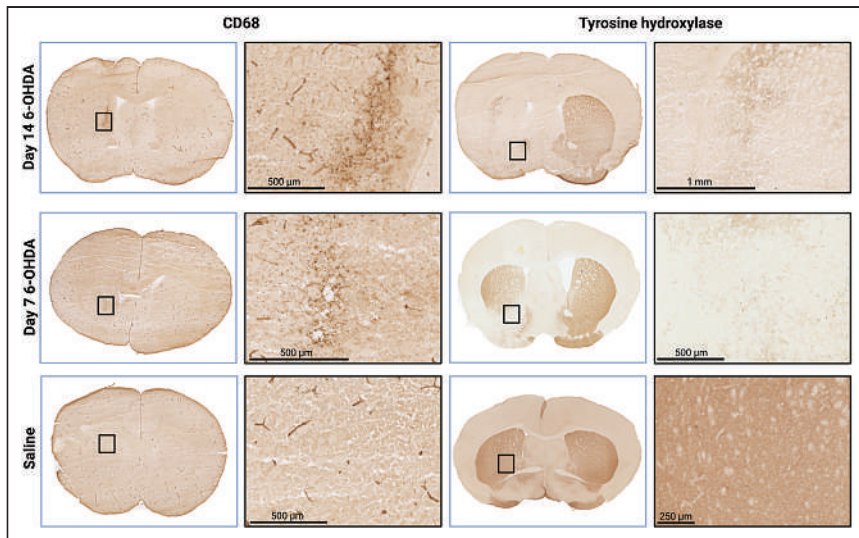 CD68
Tyrosine hydroxylase
Day 14 6-OHDA
500 µm
1 mm
Day 7 6-OHDA
500 µm
500 µm
Saline
500 µm
250 µm